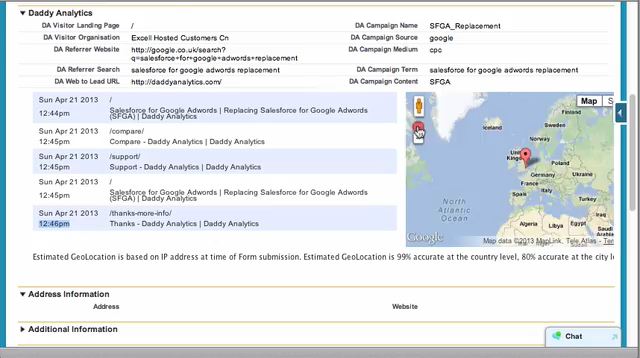 Daddy Analytics
DA Visitor Landing Page / DA Campaign Name SFGA_Replacement
DA Visitor Organisation Excell Hosted Customers Cn DA Campaign Source google
DA Referrer Website http://google.co.uk/search? DA Campaign Medium cpc
q=salesforce+for+google+adwords+replacement
DA Referrer Search salesforce for google adwords replacement DA Campaign Term salesforce for google adwords replacement
DA Web to Lead URL http://daddyanalytics.com/ DA Campaign Content SFGA
Sun Apr 21 2013 /
12:44pm Salesforce for Google Adwords | Replacing Salesforce for Google Adwords
(SFGA) | Daddy Analytics
Sun Apr 21 2013 /compare/
12:45pm Compare - Daddy Analytics | Daddy Analytics
Sun Apr 21 2013 /support/
12:45pm Support - Daddy Analytics | Daddy Analytics
Sun Apr 21 2013 /
12:45pm Salesforce for Google Adwords | Replacing Salesforce for Google Adwords
(SFGA) | Daddy Analytics
Sun Apr 21 2013 /thanks-more-info/
12:46pm Thanks - Daddy Analytics | Daddy Analytics
Map S
Iceland
Norway
Poland
Germany
Ukraine
France
Italy
Spain
Turkey
North
Atlantic
Ocean
Algeria Libya Egypt
Google Map data ©2013 MapLink, Tele Atlas - Ter
Estimated GeoLocation is based on IP address at time of Form submission. Estimated GeoLocation is 99% accurate at the country level, 80% accurate at the city l
Address Information
Address Website
Additional Information
Chat